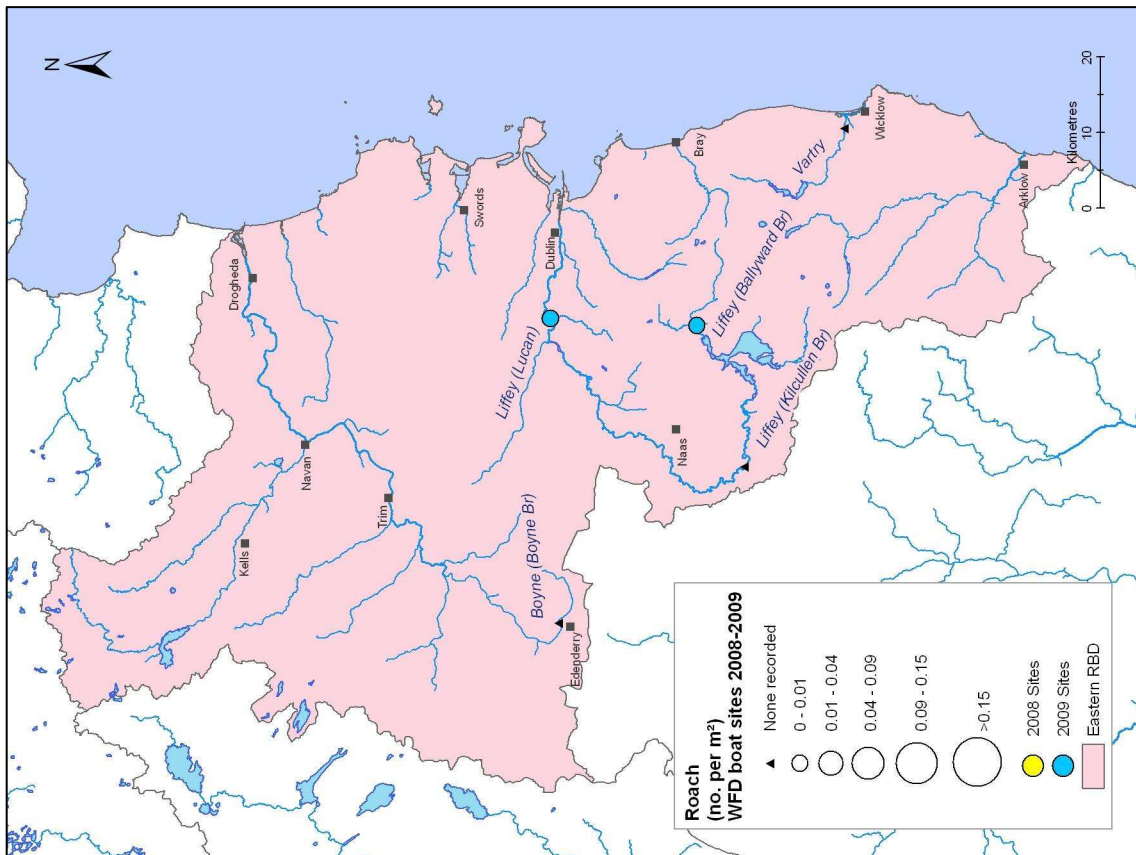 N
Drogheda
Kells
Navan
Trim
Swords
Dublin
Liffey (Lucan)
Boyne (Boyne Br)
Edenderry
Naas
Bray
Liffey (Ballyward Br)
Liffey (Kilcullen Br)
Vartry
Wicklow
Arklow
Roach
(no. per m²)
WFD boat sites 2008-2009
None recorded
0 - 0.01
0.01 - 0.04
0.04 - 0.09
0.09 - 0.15
>0.15
2008 Sites
2009 Sites
Eastern RBD
0 10 20
Kilometres